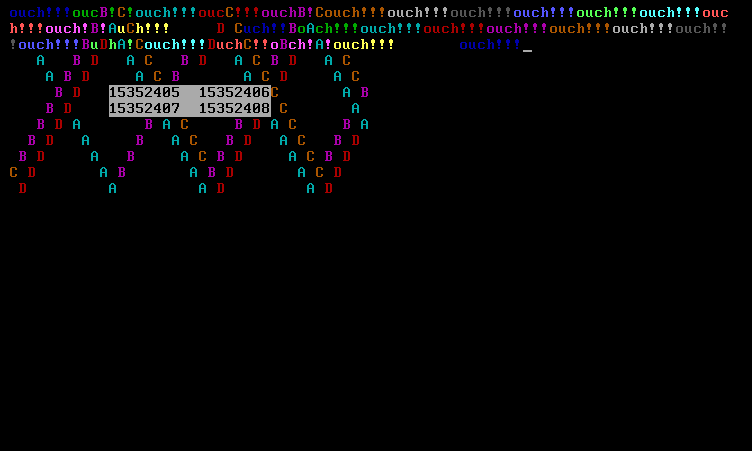 ouch!!!oucB!C!ouch!!!oucC!!!ouchB!Couch!!!ouch!!!ouch!!!ouch!!!ouch!!!ouch!!!ouc
h!!!ouch!B!AuCh!!!     D Cuch!!BoAch!!!ouch!!!ouch!!!ouch!!!ouch!!!ouch!!!ouch!!
!ouch!!!BuDhA!Couch!!!DuchC!!oBch!A!ouch!!!       ouch!!!_
   A   B D   A C   B D   A C B D   A C
    A B D     A C B       A C D     A C
     B D   15352405  15352406C       A B
    B D    15352407  15352408 C       A
   B D A       B A C     B D A C     B A
  B D   A     B   A C   B D   A C   B D
 B D     A   B     A C B D     A C B D
C D       A B       A B D       A C D
 D         A         A D         A D